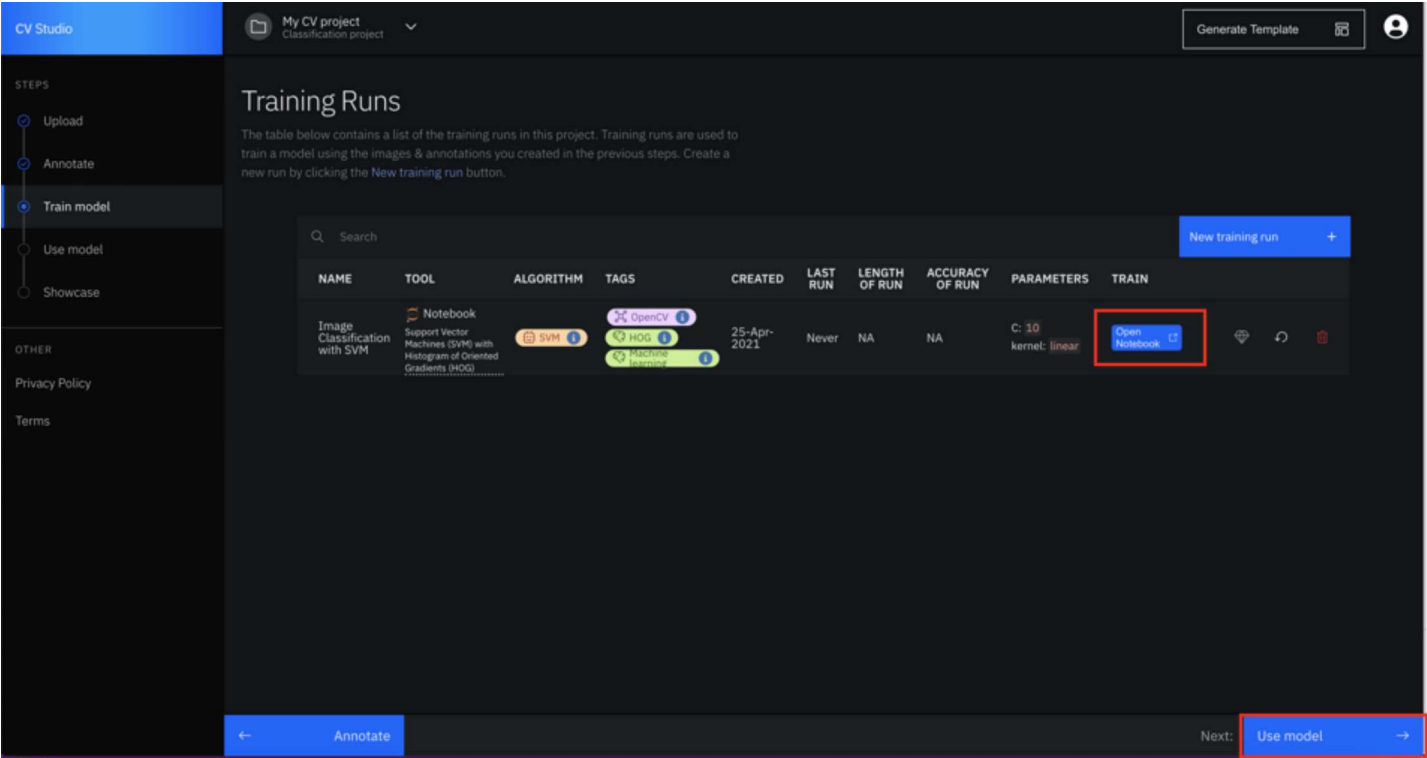 CV Studio
My CV project
Classification project
Generate Template
STEPS
Upload
Annotate
Train model
Use model
Showcase
OTHER
Privacy Policy
Terms
Training Runs
The table below contains a list of the training runs in this project. Training runs are used to
train a model using the images & annotations you created in the previous steps. Create a
new run by clicking the New training run button.
Search
New training run +
NAME TOOL ALGORITHM TAGS CREATED LAST RUN LENGTH OF RUN ACCURACY OF RUN PARAMETERS TRAIN
Image
Classification
with SVM
Notebook
Support Vector
Machines (SVM) with
Histogram of Oriented
Gradients (HOG)
SVM
OpenCV
HOG
Machine
learning
25-Apr-
2021
Never
NA
NA
C: 10
kernel: linear
Open
Notebook
← Annotate
Next: Use model →